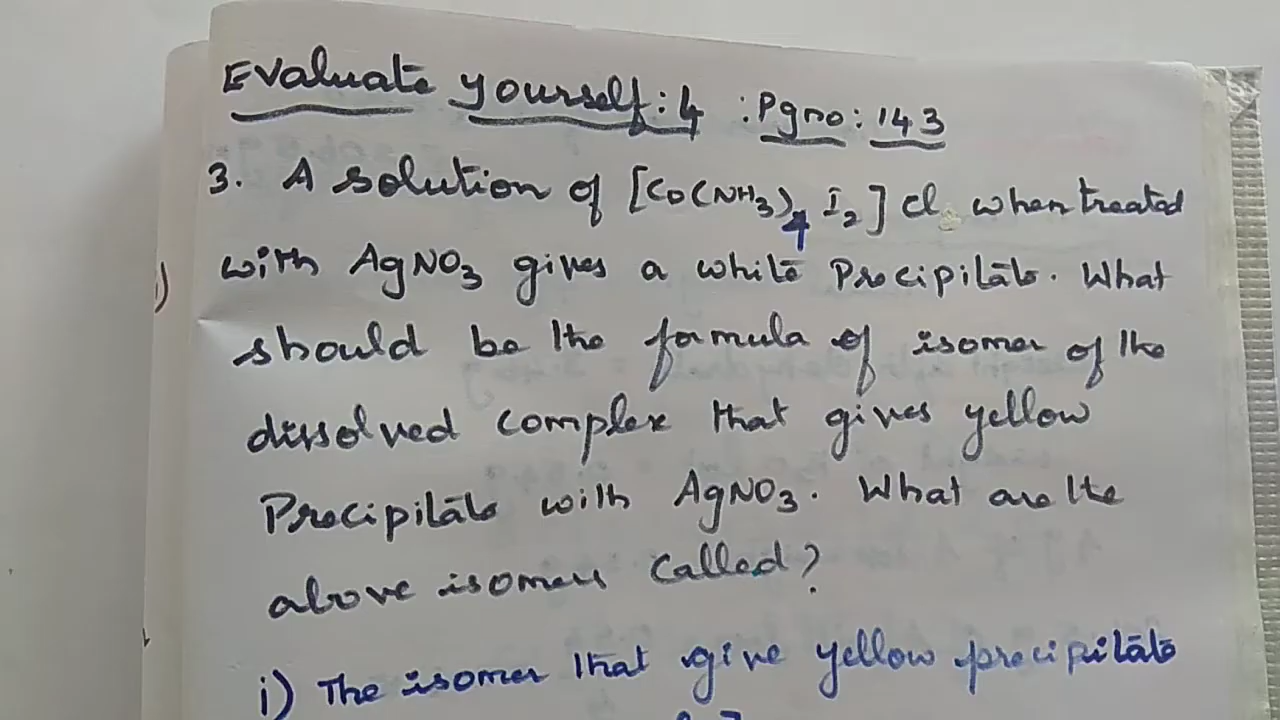 Evaluate yourself: 4 : Pgno: 143
3. A solution of [Co(NH₃)₄ I₂] Cl when treated
with AgNO₃ gives a white Precipitate. What
should be the formula of isomer of the
dissolved complex that gives yellow
Precipitate with AgNO₃. What are the
above isomers called?
i) The isomer that give yellow precipitate